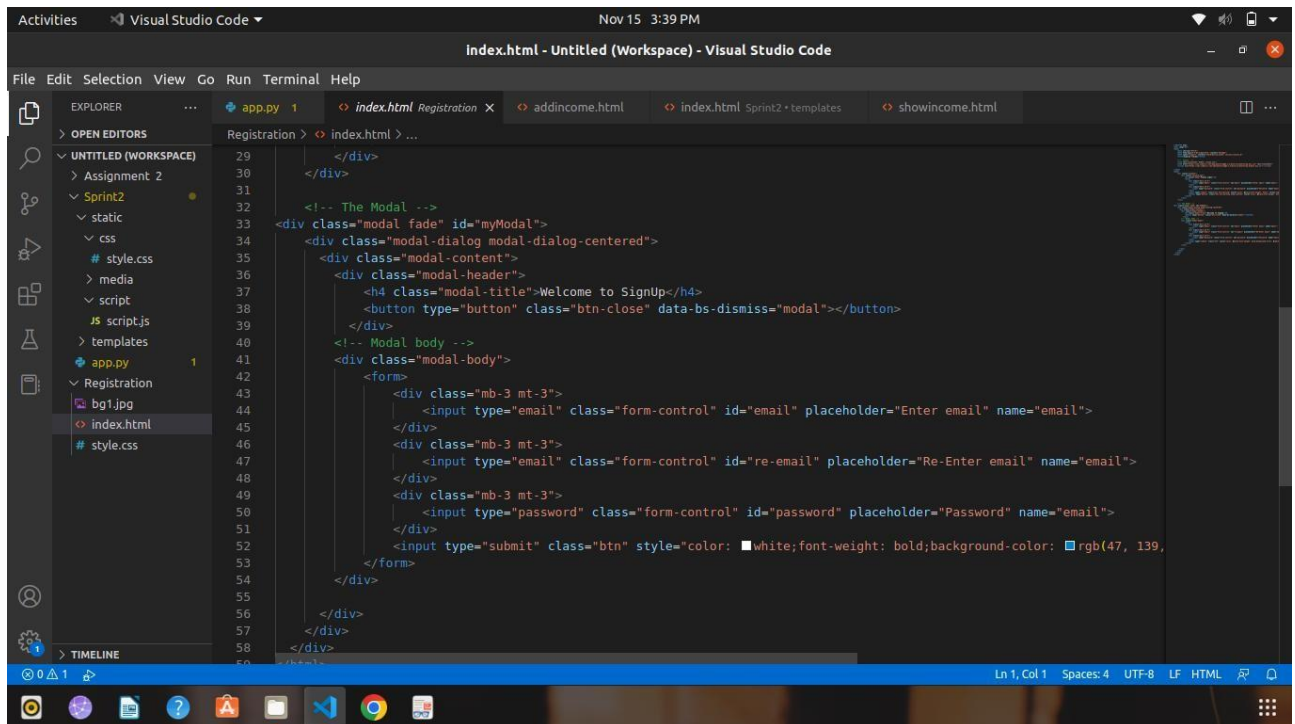 Activities Visual Studio Code Nov 15 3:39 PM
index.html - Untitled (Workspace) - Visual Studio Code
File Edit Selection View Go Run Terminal Help
EXPLORER ... app.py 1 index.html Registration addincome.html index.html Sprint2 • templates showincome.html
OPEN EDITORS
Registration > index.html > ...
UNTITLED (WORKSPACE)
Assignment 2
Sprint2
static
css
# style.css
media
script
JS script.js
templates
app.py 1
Registration
bg1.jpg
index.html
# style.css
TIMELINE
29 </div>
30 </div>
31
32 <!-- The Modal -->
33 <div class="modal fade" id="myModal">
34 <div class="modal-dialog modal-dialog-centered">
35 <div class="modal-content">
36 <div class="modal-header">
37 <h4 class="modal-title">Welcome to SignUp</h4>
38 <button type="button" class="btn-close" data-bs-dismiss="modal"></button>
39 </div>
40 <!-- Modal body -->
41 <div class="modal-body">
42 <form>
43 <div class="mb-3 mt-3">
44 <input type="email" class="form-control" id="email" placeholder="Enter email" name="email">
45 </div>
46 <div class="mb-3 mt-3">
47 <input type="email" class="form-control" id="re-email" placeholder="Re-Enter email" name="email">
48 </div>
49 <div class="mb-3 mt-3">
50 <input type="password" class="form-control" id="password" placeholder="Password" name="email">
51 </div>
52 <input type="submit" class="btn" style="color: white;font-weight: bold;background-color: rgb(47, 139,
53 </form>
54 </div>
55
56 </div>
57 </div>
58 </div>
1
0 1 Ln 1, Col 1 Spaces: 4 UTF-8 LF HTML